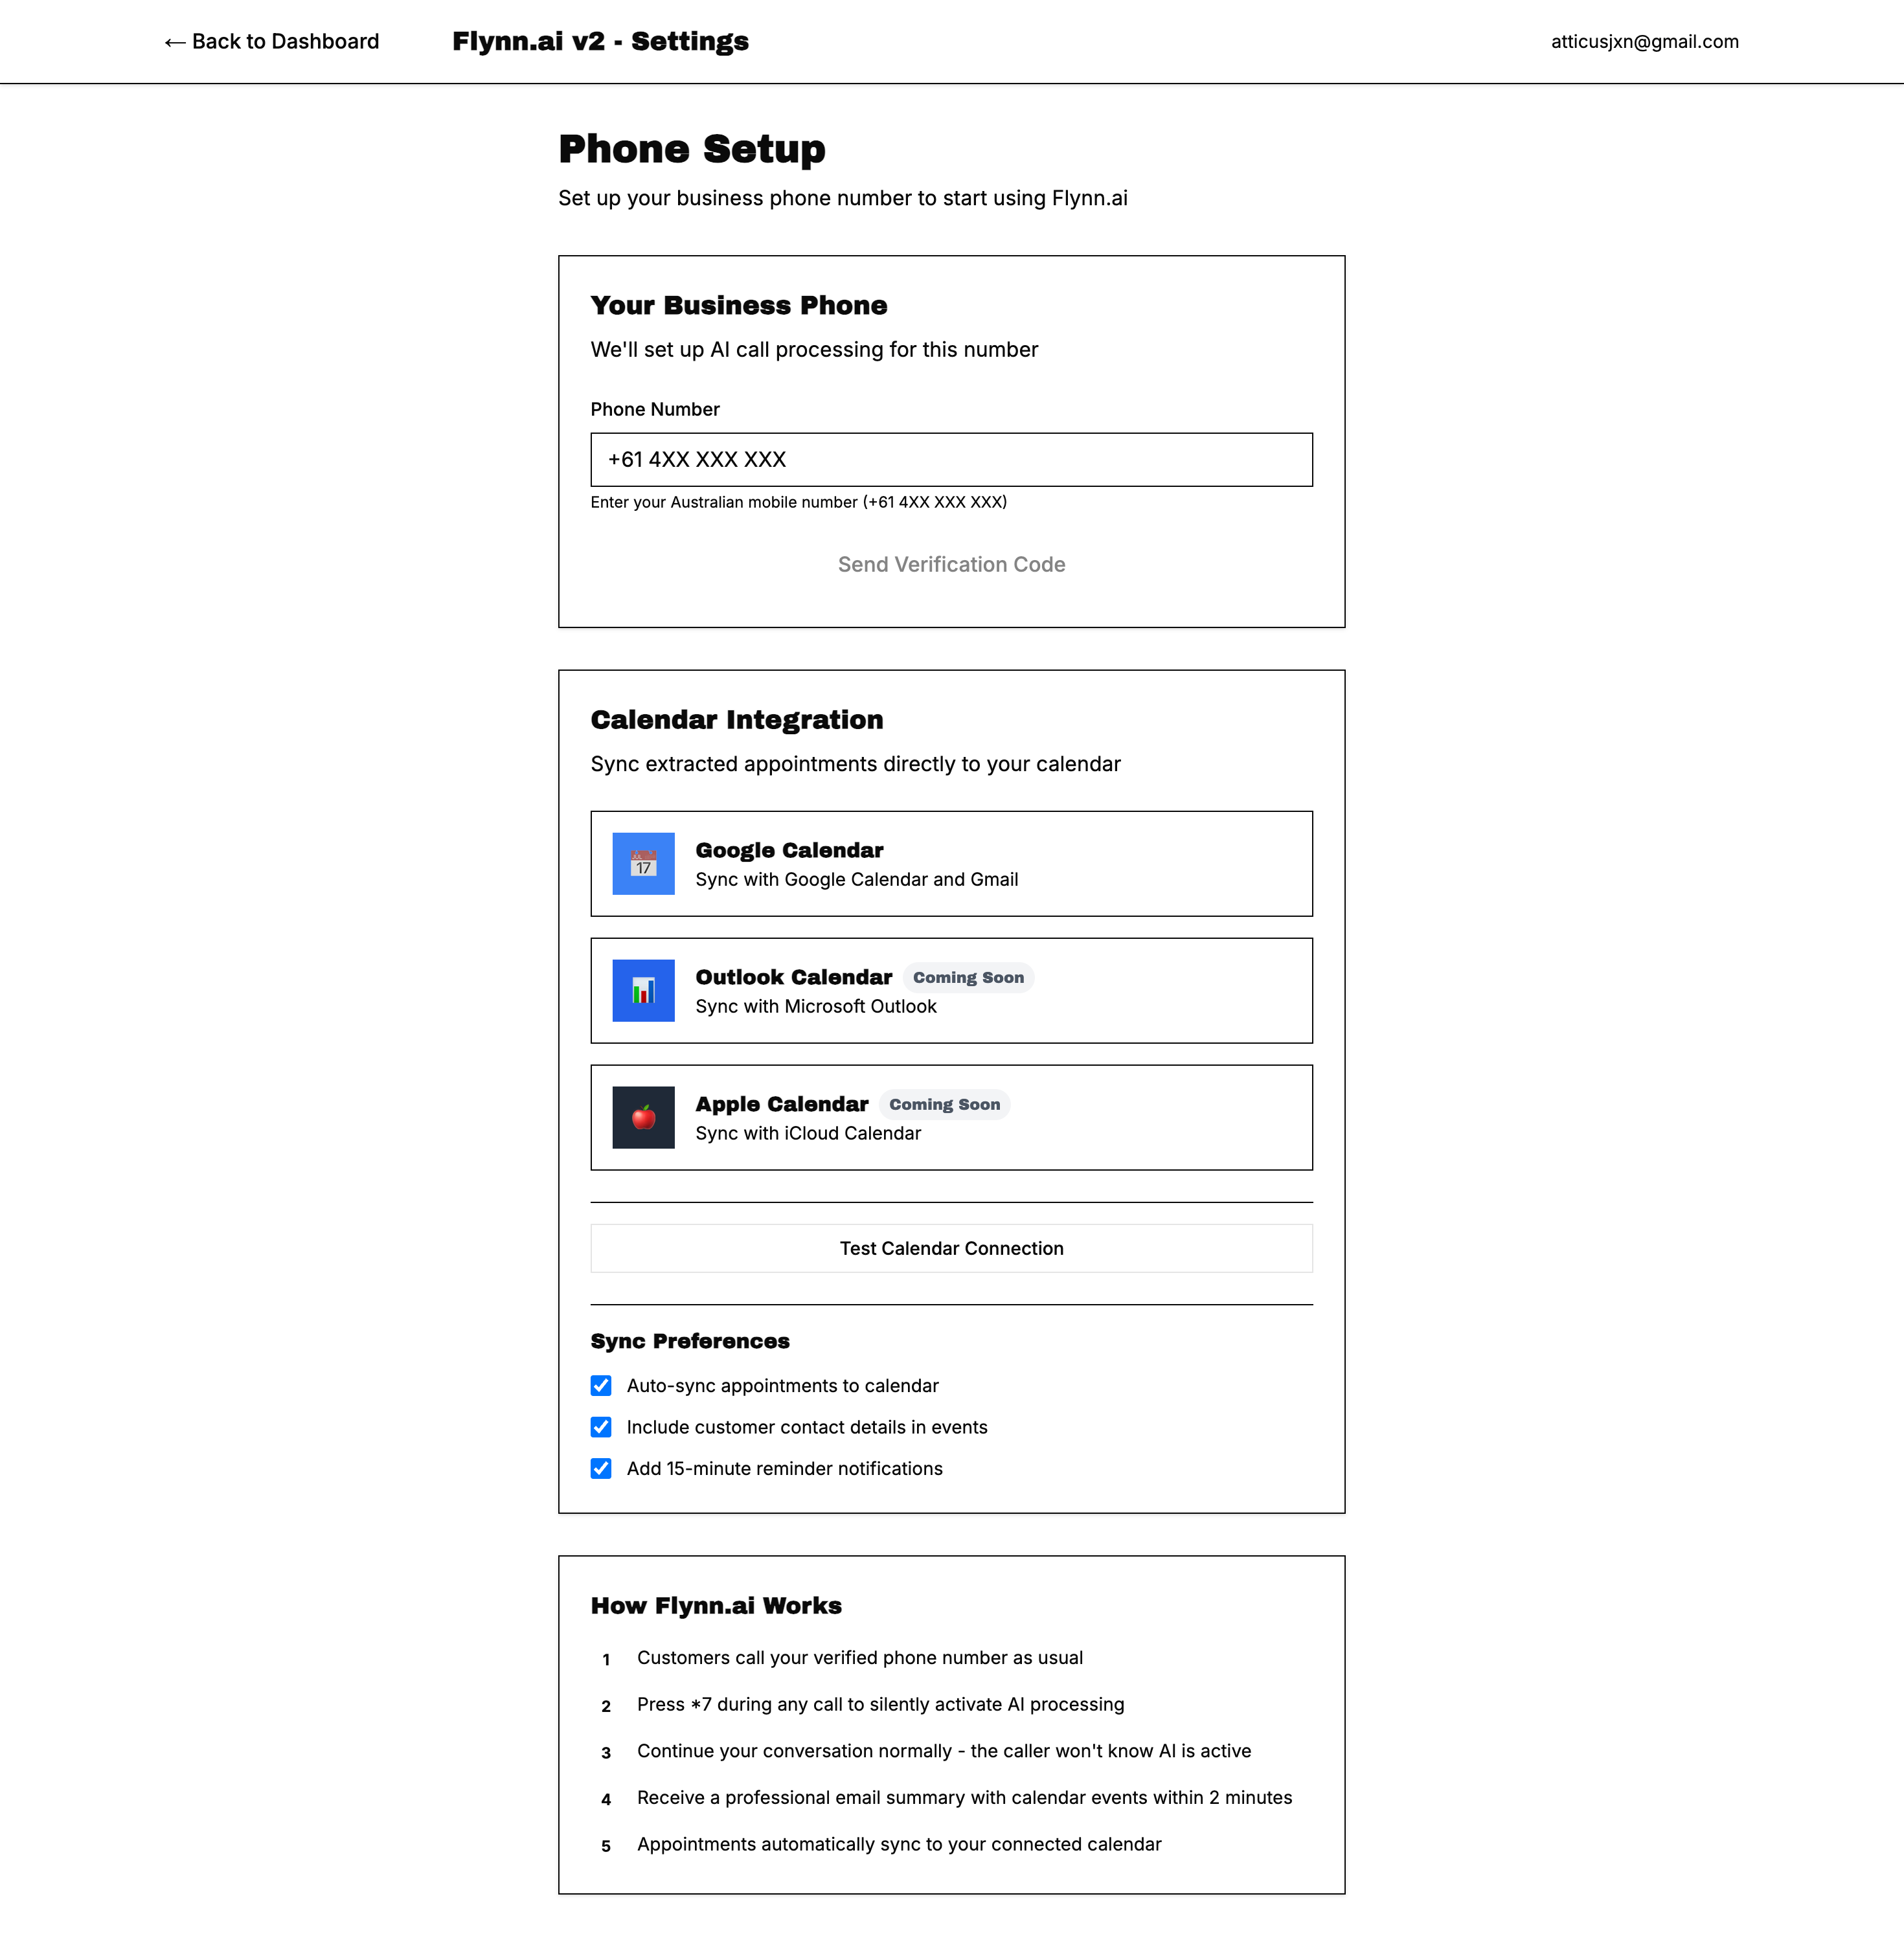 ← Back to Dashboard
Flynn.ai v2 - Settings
atticusjxn@gmail.com
Phone Setup
Set up your business phone number to start using Flynn.ai
Your Business Phone
We'll set up AI call processing for this number
Phone Number
+61 4XX XXX XXX
Enter your Australian mobile number (+61 4XX XXX XXX)
Send Verification Code
Calendar Integration
Sync extracted appointments directly to your calendar
JUL
17
Google Calendar
Sync with Google Calendar and Gmail
Outlook Calendar Coming Soon
Sync with Microsoft Outlook
Apple Calendar Coming Soon
Sync with iCloud Calendar
Test Calendar Connection
Sync Preferences
Auto-sync appointments to calendar
Include customer contact details in events
Add 15-minute reminder notifications
How Flynn.ai Works
1 Customers call your verified phone number as usual
2 Press *7 during any call to silently activate AI processing
3 Continue your conversation normally - the caller won't know AI is active
4 Receive a professional email summary with calendar events within 2 minutes
5 Appointments automatically sync to your connected calendar